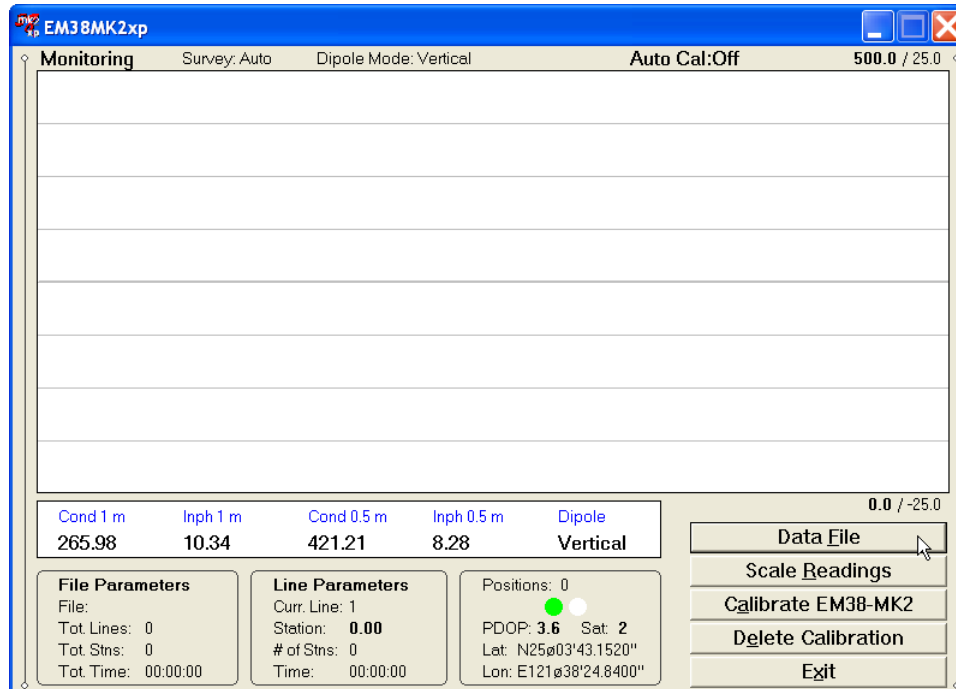 mk2 xp EM38MK2xp
Monitoring Survey: Auto Dipole Mode: Vertical Auto Cal:Off 500.0 / 25.0
0.0 / -25.0
Cond 1 m Inph 1 m Cond 0.5 m Inph 0.5 m Dipole
265.98 10.34 421.21 8.28 Vertical
Data File
Scale Readings
Calibrate EM38-MK2
Delete Calibration
Exit
File Parameters
File:
Tot. Lines: 0
Tot. Stns: 0
Tot. Time: 00:00:00
Line Parameters
Curr. Line: 1
Station: 0.00
# of Stns: 0
Time: 00:00:00
Positions: 0
PDOP: 3.6 Sat: 2
Lat: N25ø03'43.1520"
Lon: E121ø38'24.8400"